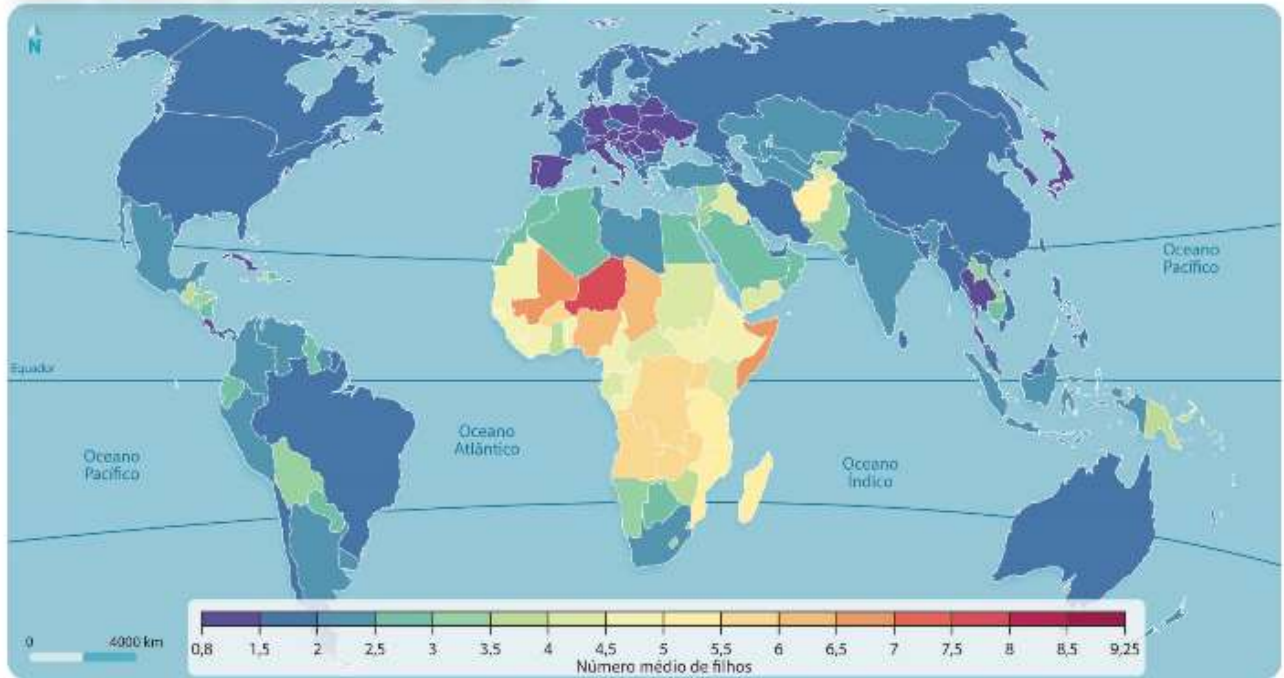 N
Oceano
Pacífico
Equador
Oceano
Atlântico
Oceano
Pacífico
Oceano
Índico
0 4000 km
0,8 1,5 2 2,5 3 3,5 4 4,5 5 5,5 6 6,5 7 7,5 8 8,5 9,25
Número médio de filhos